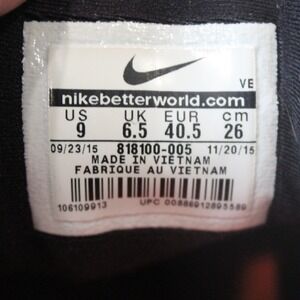 VE
nikebetterworld.com
US UK EUR cm
9 6.5 40.5 26
09/23/15 818100-005 11/20/15
MADE IN VIETNAM
FABRIQUE AU VIETNAM
106109913 UPC 00886912895589